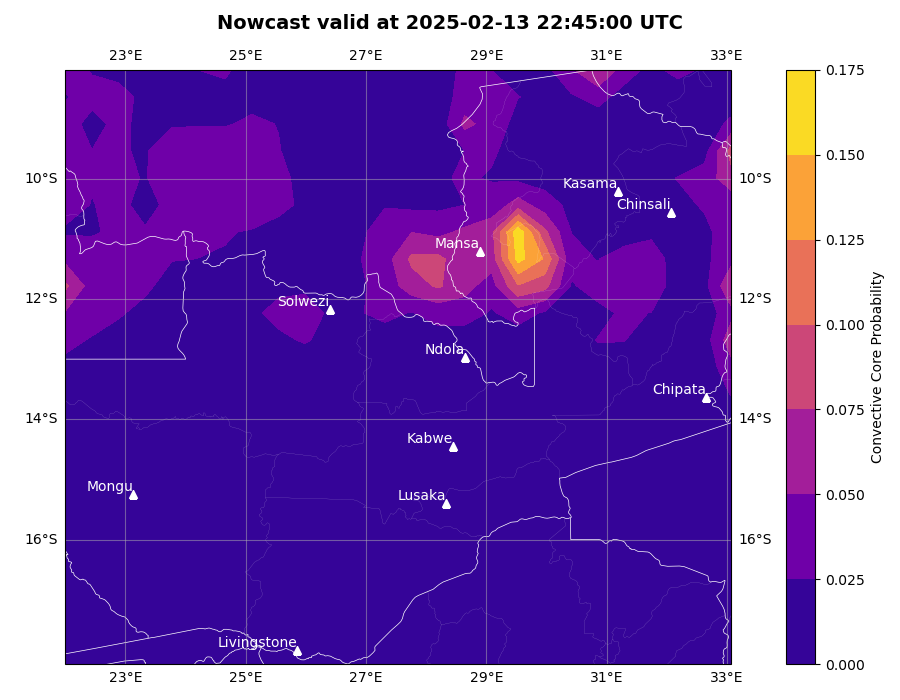 Nowcast valid at 2025-02-13 22:45:00 UTC
23°E 25°E 27°E 29°E 31°E 33°E
0.175
0.150
10°S 10°S
Kasama
Chinsali
Mansa
0.125
12°S 12°S
Solwezi
0.100
Ndola
Chipata
0.075
14°S 14°S
Kabwe
Mongu
Lusaka
0.050
16°S 16°S
0.025
Livingstone
0.000
23°E 25°E 27°E 29°E 31°E 33°E
Convective Core Probability